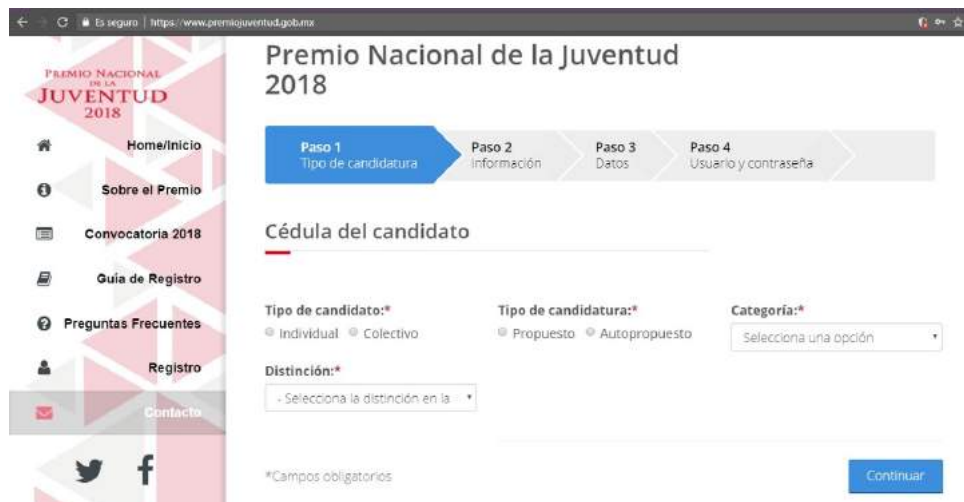 Es seguro | https://www.premiojuventud.gob.mx
PREMIO NACIONAL
DE LA
JUVENTUD
2018
Home/Inicio
Sobre el Premio
Convocatoria 2018
Guía de Registro
Preguntas Frecuentes
Registro
Contacto
Premio Nacional de la Juventud
2018
Paso 1
Tipo de candidatura
Paso 2
Información
Paso 3
Datos
Paso 4
Usuario y contraseña
Cédula del candidato
Tipo de candidato:*
Individual Colectivo
Tipo de candidatura:*
Propuesto Autopropuesto
Categoría:*
Selecciona una opción
Distinción:*
- Selecciona la distinción en la
*Campos obligatorios
Continuar